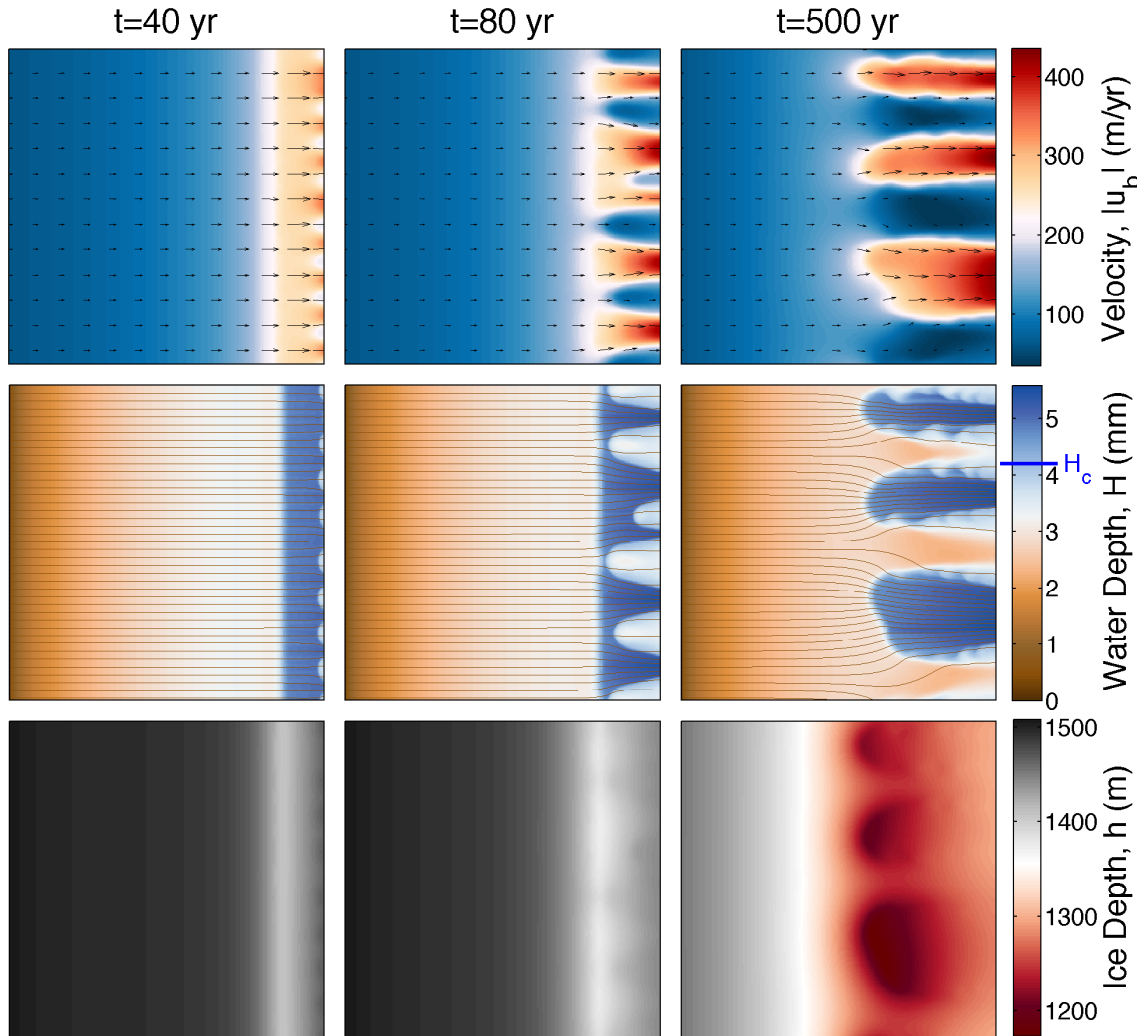 t=40 yr
t=80 yr
t=500 yr
400
300
200
100
Velocity, |u_b| (m/yr)
5
4
3
2
1
0
H_c
Water Depth, H (mm)
1500
1400
1300
1200
Ice Depth, h (m)